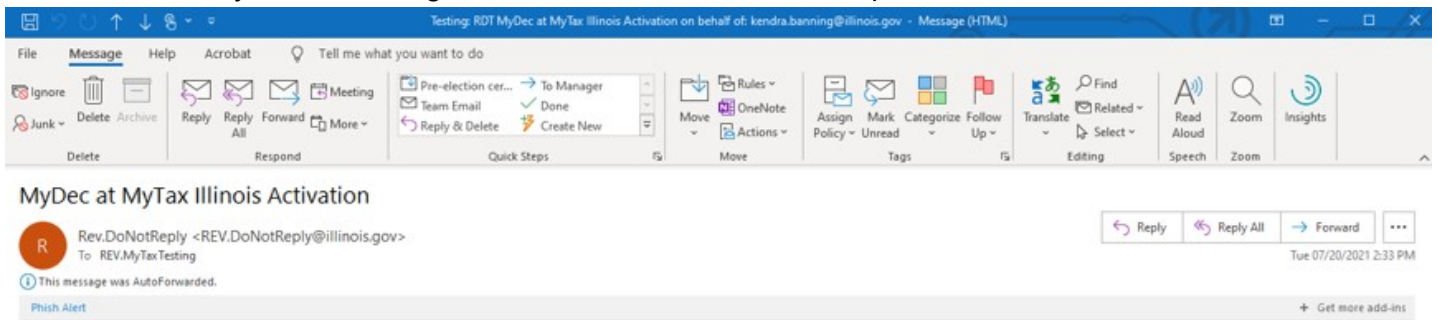 Testing: RDT MyDec at MyTax Illinois Activation on behalf of: kendra.banning@illinois.gov - Message (HTML)
File Message Help Acrobat Tell me what you want to do
Ignore
Junk
Delete
Archive
Reply
Reply All
Forward
Meeting
More
Pre-election cer...
To Manager
Team Email
Done
Reply & Delete
Create New
Move
Rules
OneNote
Actions
Assign Policy
Mark Unread
Categorize
Follow Up
Translate
Find
Related
Select
Read Aloud
Zoom
Insights
Delete Respond Quick Steps Move Tags Editing Speech Zoom
MyDec at MyTax Illinois Activation
R
Rev.DoNotReply <REV.DoNotReply@illinois.gov>
To REV.MyTaxTesting
Reply Reply All Forward ...
Tue 07/20/2021 2:33 PM
This message was AutoForwarded.
Phish Alert + Get more add-ins